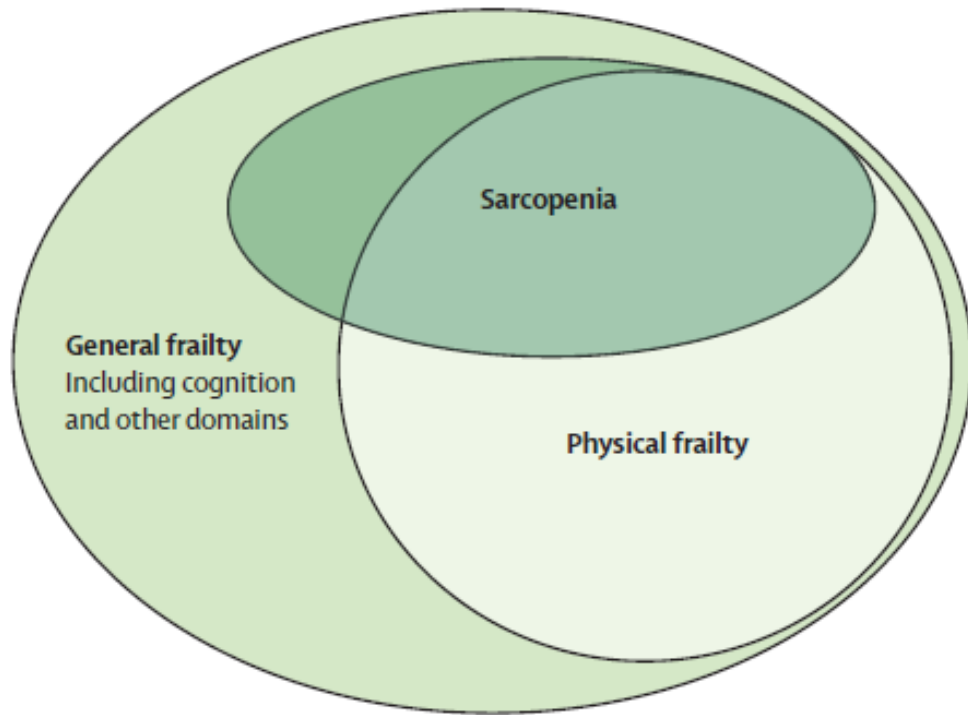 Sarcopenia
General frailty
Including cognition
and other domains
Physical frailty